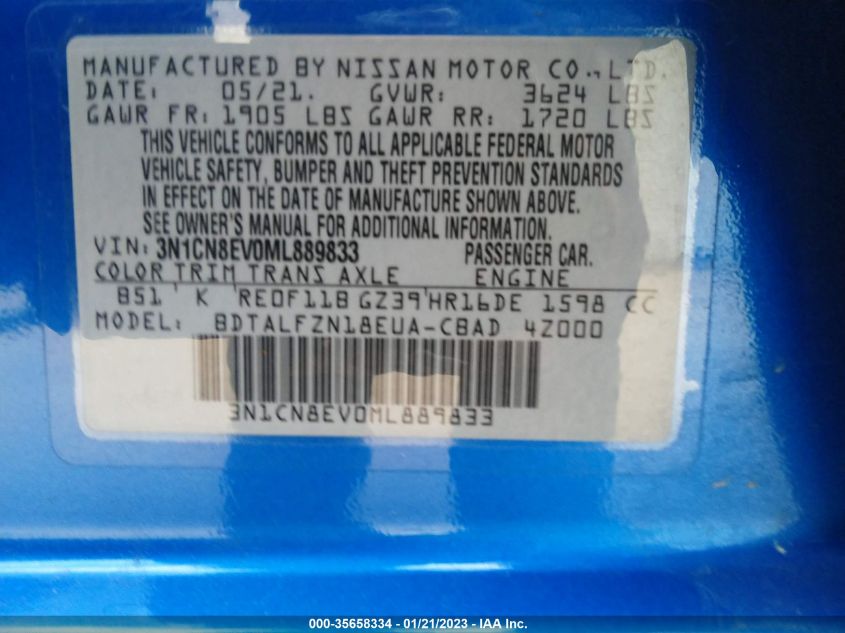 MANUFACTURED BY NISSAN MOTOR CO., LTD.
DATE: 05/21. GVWR: 3624 LBS
GAWR FR: 1905 LBS GAWR RR: 1720 LBS
THIS VEHICLE CONFORMS TO ALL APPLICABLE FEDERAL MOTOR
VEHICLE SAFETY, BUMPER AND THEFT PREVENTION STANDARDS
IN EFFECT ON THE DATE OF MANUFACTURE SHOWN ABOVE.
SEE OWNER'S MANUAL FOR ADDITIONAL INFORMATION.
VIN: 3N1CN8EV0ML889833 PASSENGER CAR.
COLOR TRIM TRANS AXLE ENGINE
B51 K RE0F11B GZ39 HR16DE 1598 CC
MODEL: BDTALFZN18EUA-CBAD 4Z000
3N1CN8EV0ML889833
000-35658334 - 01/21/2023 - IAA Inc.